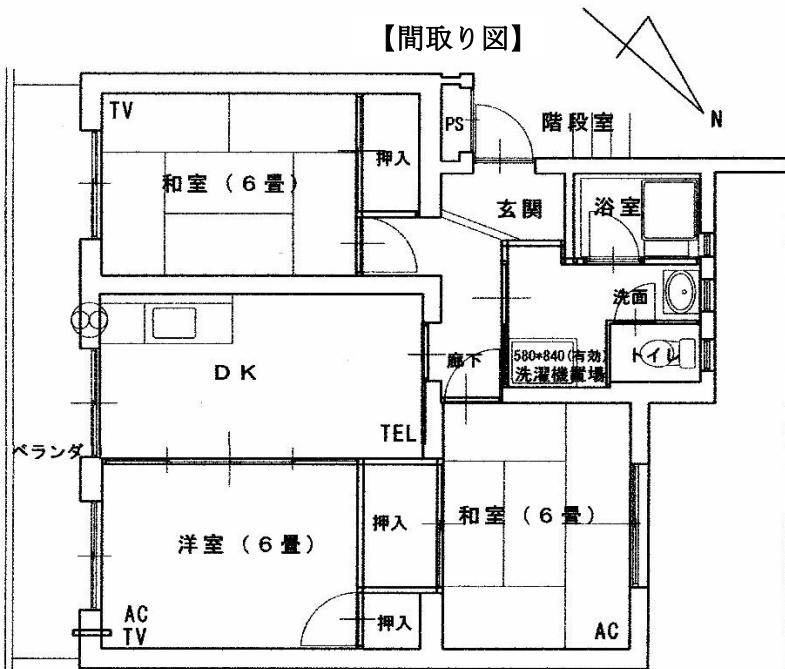 【間取り図】
N
TV
PS
階段室
押入
和室(6畳)
玄関
浴室
洗面
DK
廊下
580*840(有効)
洗濯機置場
トイレ
TEL
ベランダ
押入
和室(6畳)
洋室(6畳)
AC
TV
押入
AC